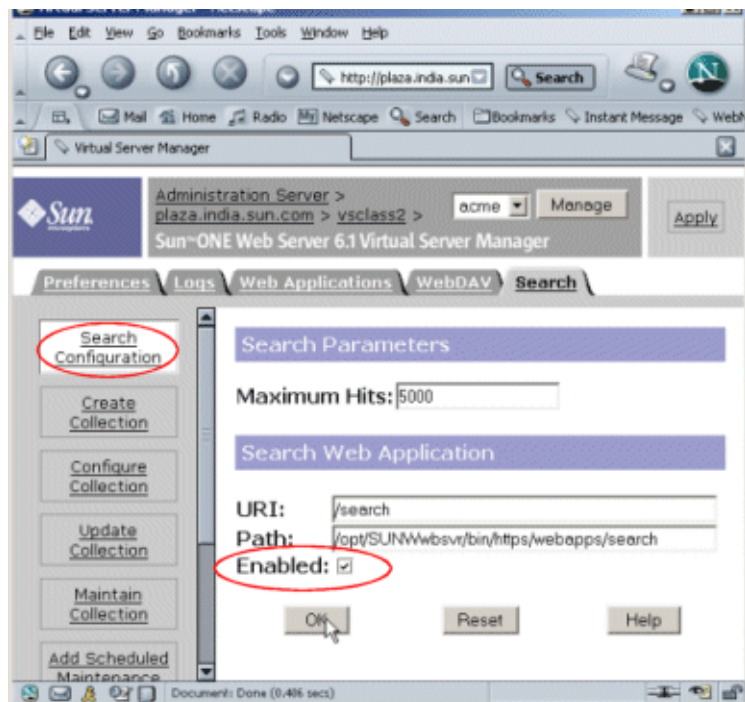 File Edit View Go Bookmarks Tools Window Help
http://plaza.india.sun
Search
Mail Home Radio My Netscape Search Bookmarks Instant Message
Virtual Server Manager
Sun
Administration Server >
plaza.india.sun.com > vsclass2 >
acme Manage
Apply
Sun ONE Web Server 6.1 Virtual Server Manager
Preferences Logs Web Applications WebDAV Search
Search
Configuration
Create
Collection
Configure
Collection
Update
Collection
Maintain
Collection
Add Scheduled
Maintenance
Search Parameters
Maximum Hits: 5000
Search Web Application
URI: /search
Path: /opt/SUNWwbsvr/bin/https/webapps/search
Enabled:
OK Reset Help
Document: Done (0.406 secs)